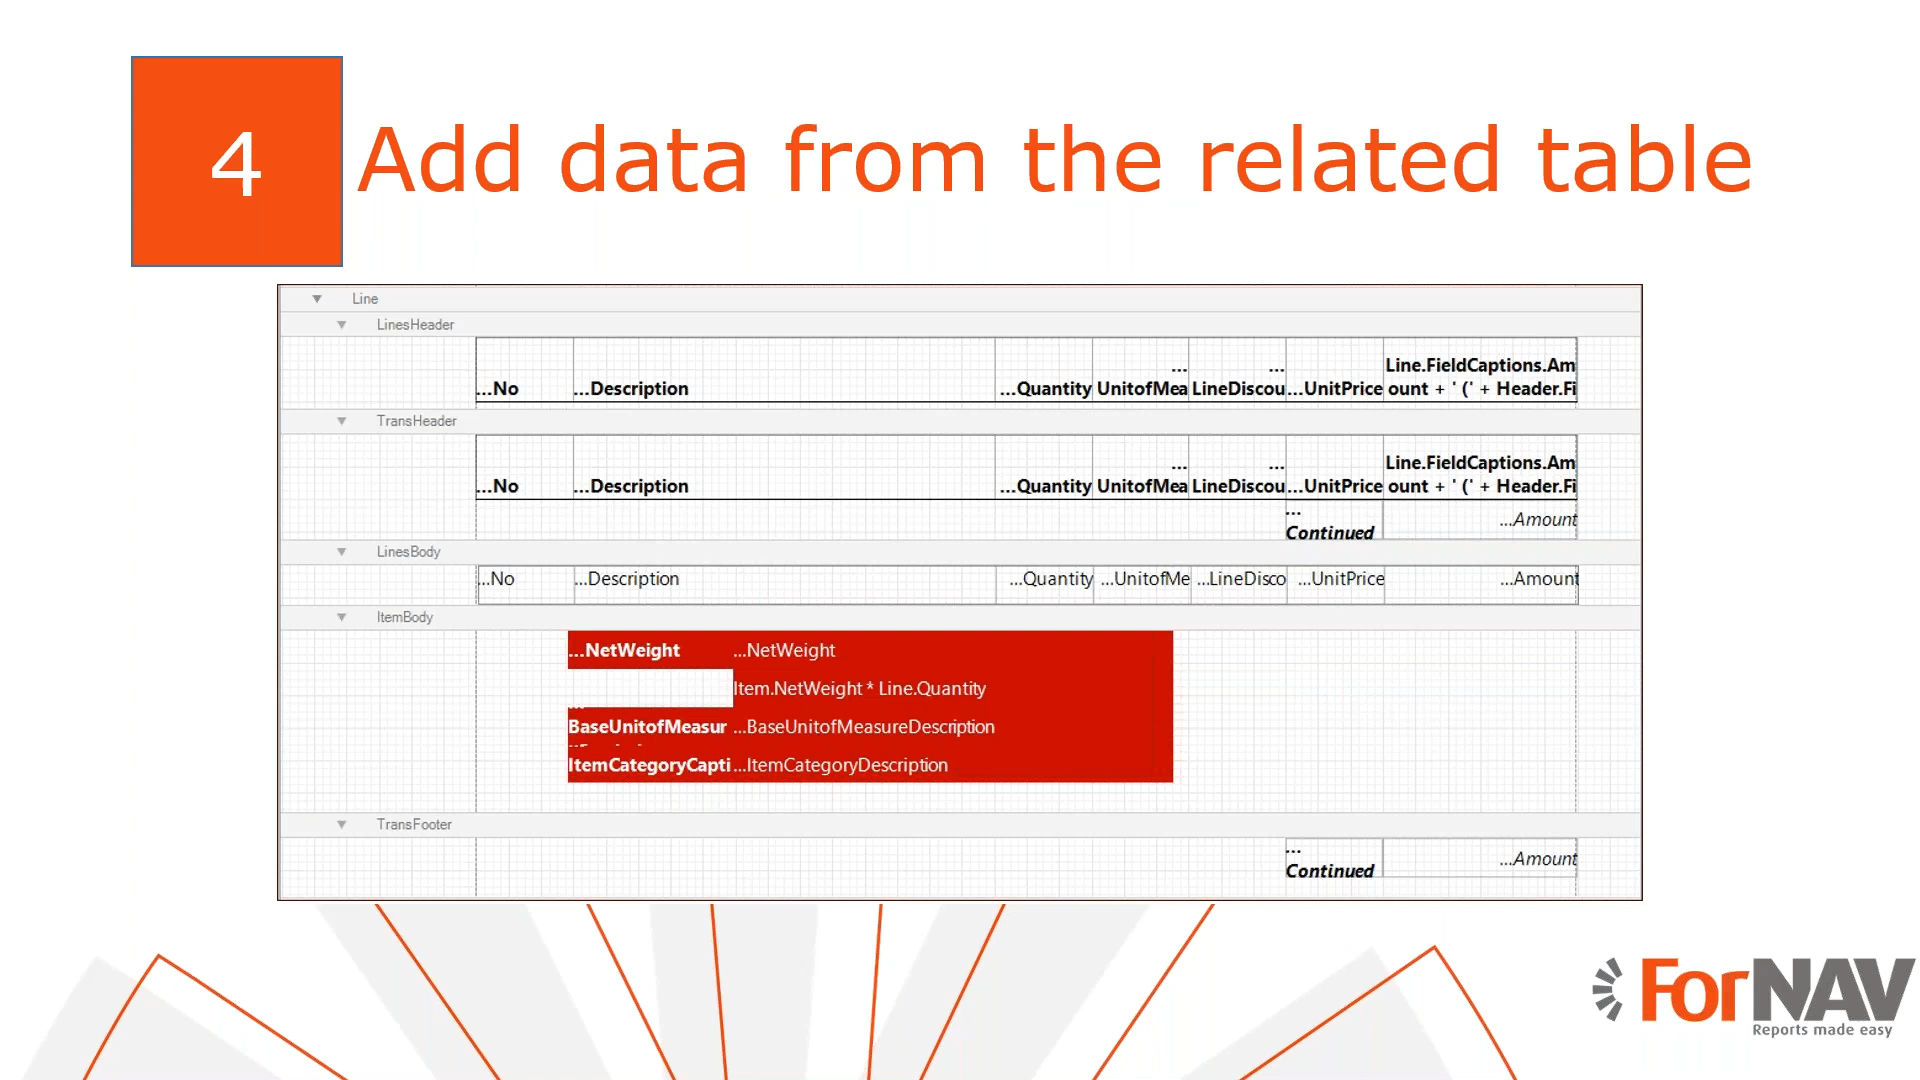 4
Add data from the related table
Line
LinesHeader
... ... Line.FieldCaptions.Am
...No ...Description ...Quantity UnitofMea LineDiscou ...UnitPrice ount + ' (' + Header.Fi
TransHeader
... ... Line.FieldCaptions.Am
...No ...Description ...Quantity UnitofMea LineDiscou ...UnitPrice ount + ' (' + Header.Fi
... ...Amount
Continued
LinesBody
...No ...Description ...Quantity ...UnitofMe ...LineDisco ...UnitPrice ...Amount
ItemBody
...NetWeight ...NetWeight
Item.NetWeight * Line.Quantity
...
BaseUnitofMeasur ...BaseUnitofMeasureDescription
ItemCategoryCapti ...ItemCategoryDescription
TransFooter
... ...Amount
Continued
ForNAV
Reports made easy